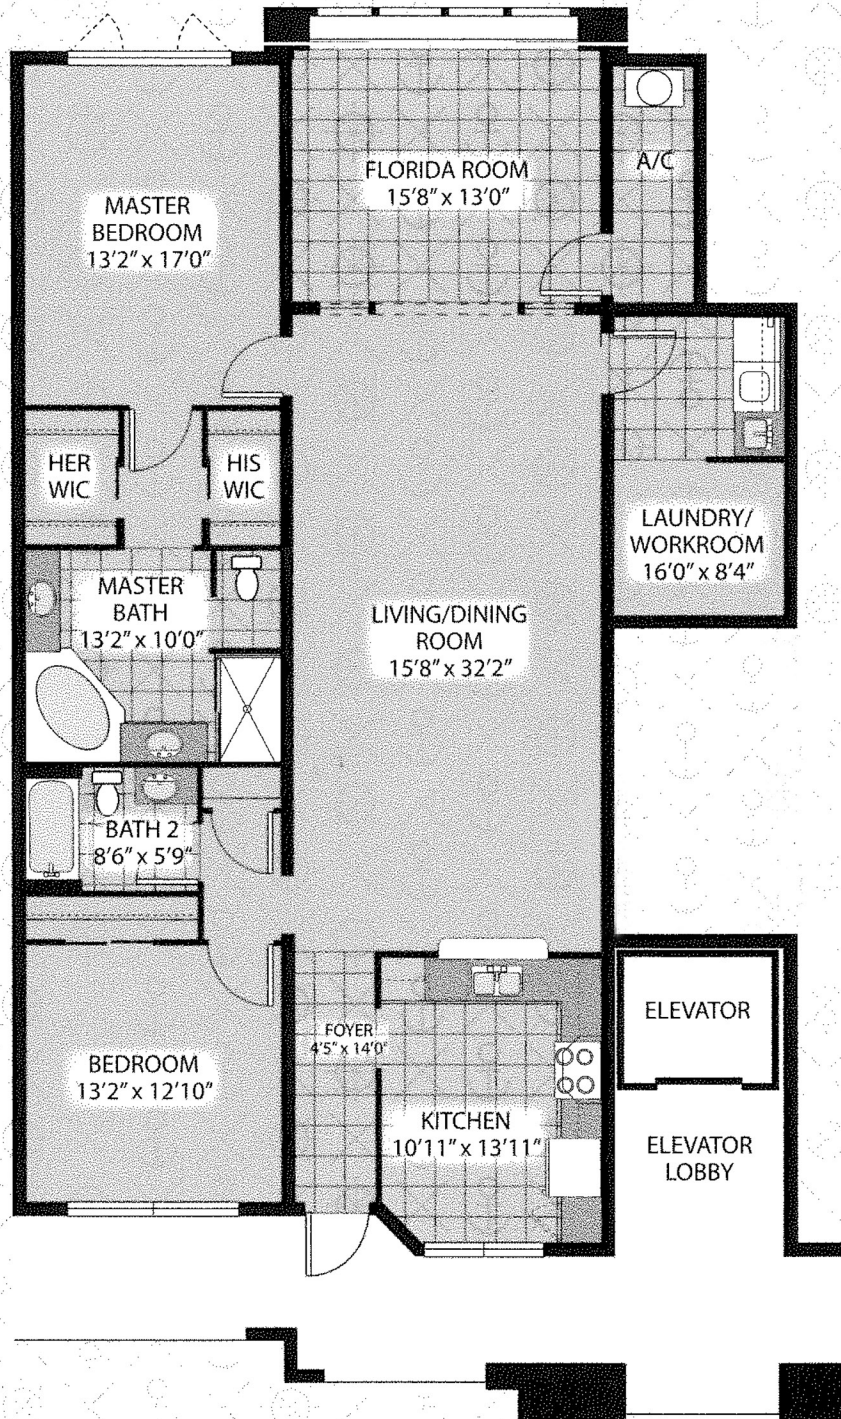 FLORIDA ROOM
15'8" x 13'0"
A/C
MASTER
BEDROOM
13'2" x 17'0"
HER
WIC
HIS
WIC
LAUNDRY/
WORKROOM
16'0" x 8'4"
MASTER
BATH
13'2" x 10'0"
LIVING/DINING
ROOM
15'8" x 32'2"
BATH 2
8'6" x 5'9"
FOYER
4'5" x 14'0"
ELEVATOR
BEDROOM
13'2" x 12'10"
KITCHEN
10'11" x 13'11"
ELEVATOR
LOBBY